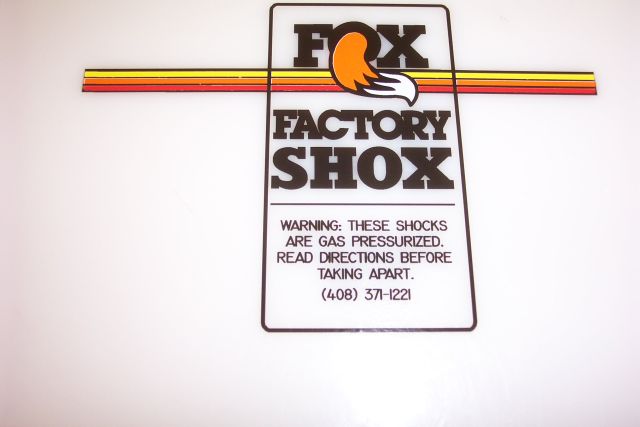 FOX
FACTORY
SHOX
WARNING: THESE SHOCKS
ARE GAS PRESSURIZED.
READ DIRECTIONS BEFORE
TAKING APART.
(408) 371-1221